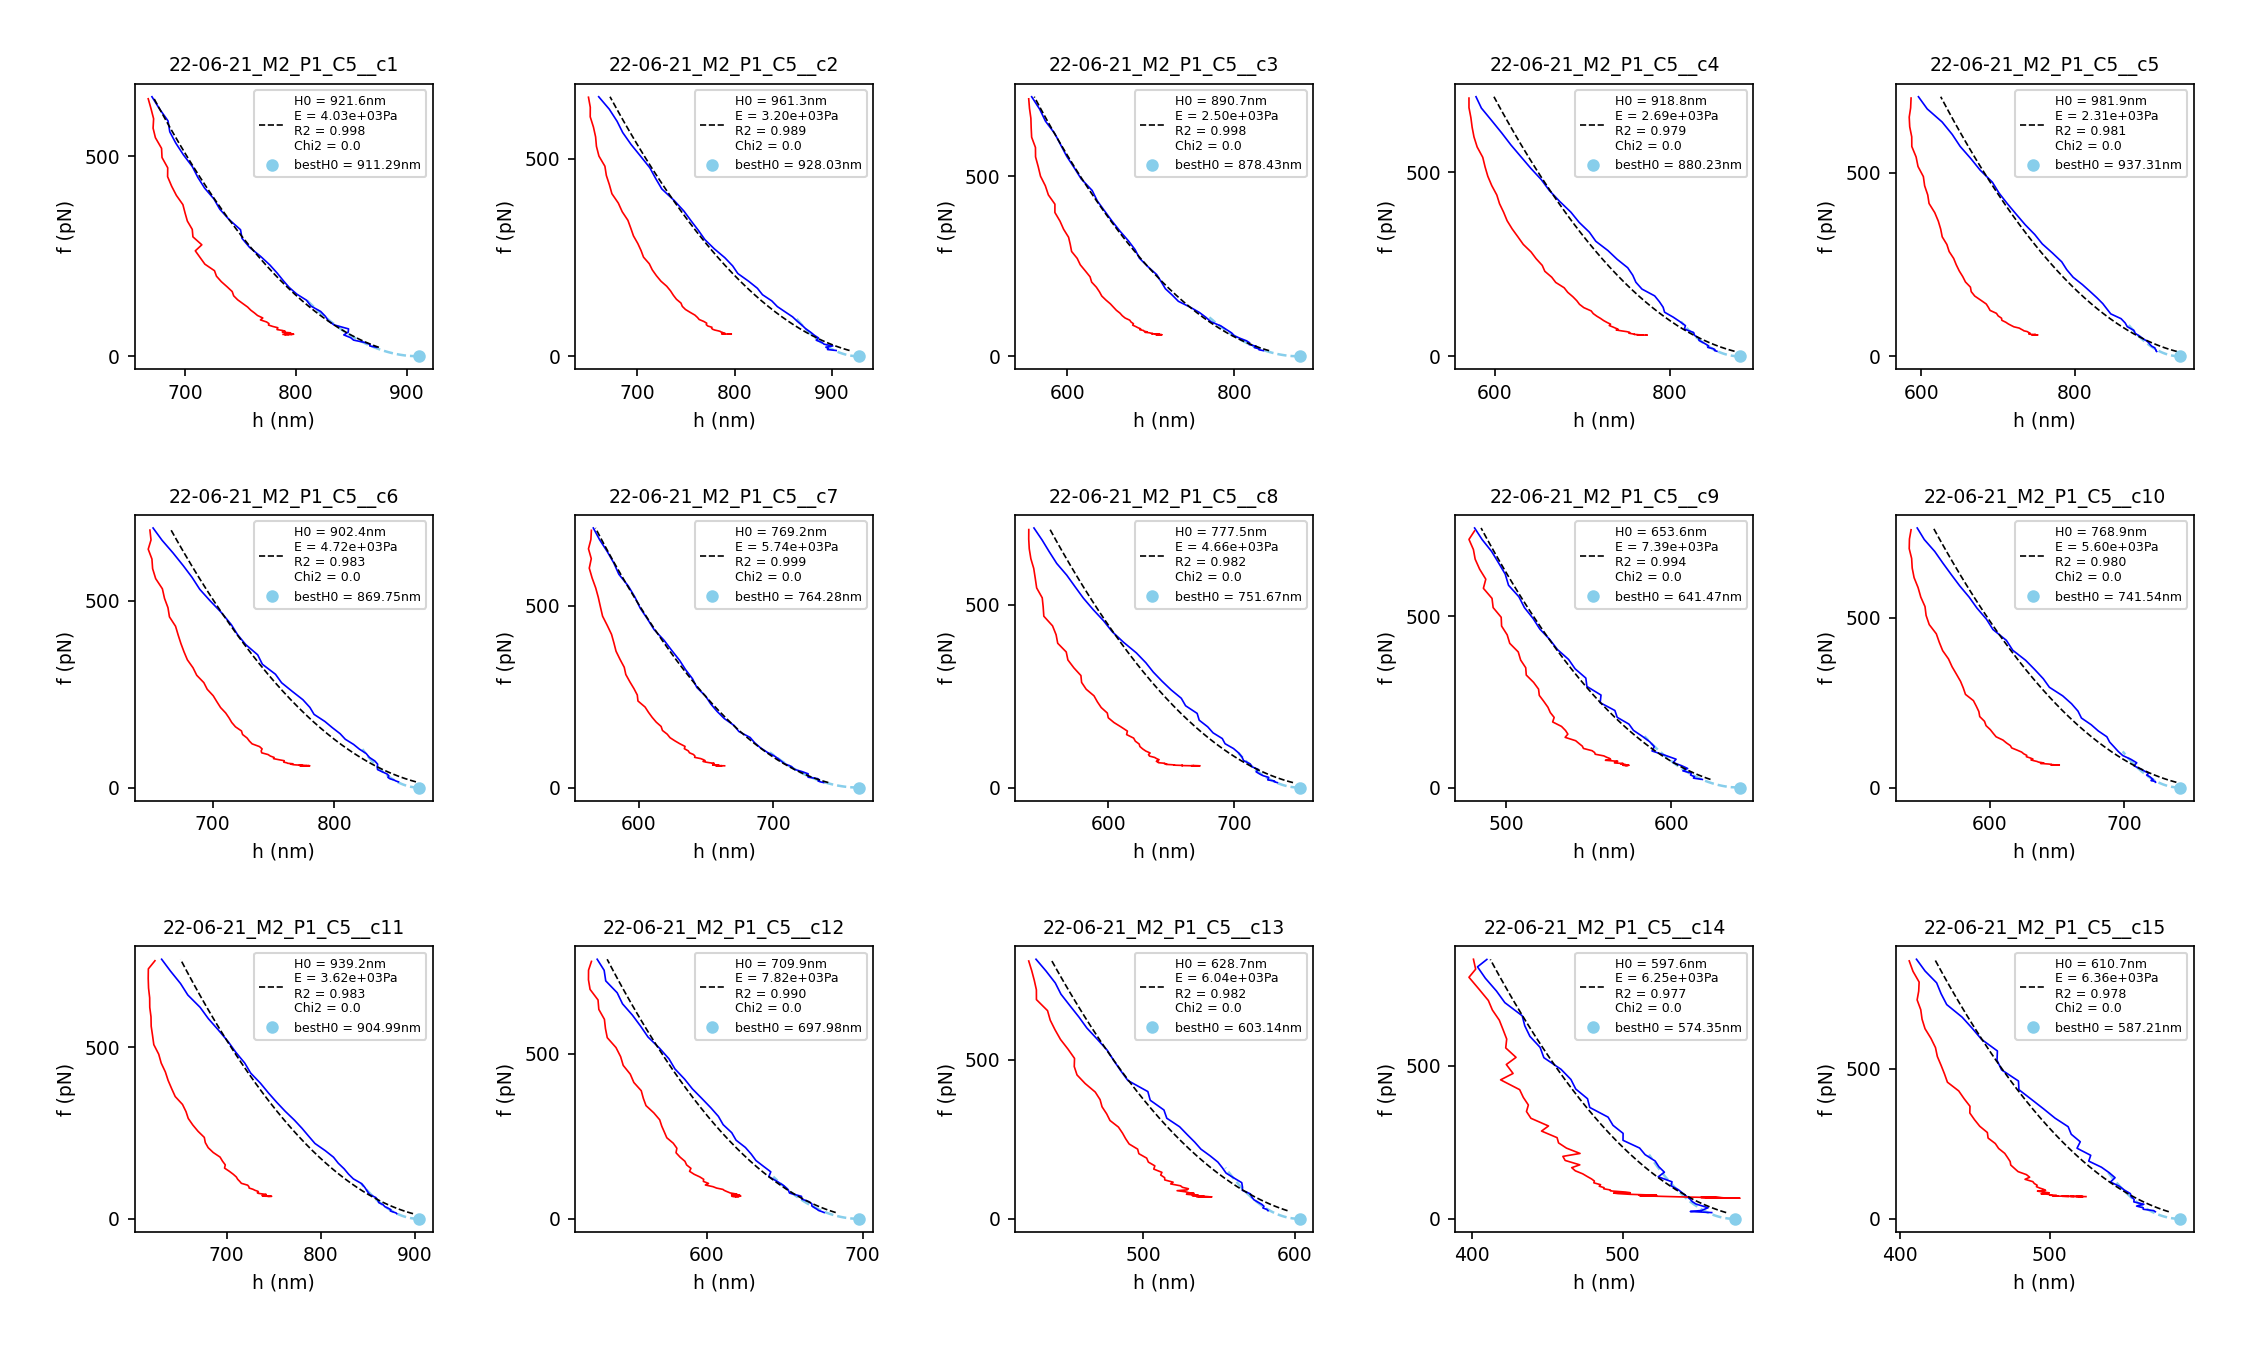 22-06-21_M2_P1_C5__c1
H0 = 921.6nm
E = 4.03e+03Pa
R2 = 0.998
Chi2 = 0.0
bestH0 = 911.29nm
500
0
f (pN)
700 800 900
h (nm)
22-06-21_M2_P1_C5__c2
H0 = 961.3nm
E = 3.20e+03Pa
R2 = 0.989
Chi2 = 0.0
bestH0 = 928.03nm
500
0
f (pN)
700 800 900
h (nm)
22-06-21_M2_P1_C5__c3
H0 = 890.7nm
E = 2.50e+03Pa
R2 = 0.998
Chi2 = 0.0
bestH0 = 878.43nm
500
0
f (pN)
600 800
h (nm)
22-06-21_M2_P1_C5__c4
H0 = 918.8nm
E = 2.69e+03Pa
R2 = 0.979
Chi2 = 0.0
bestH0 = 880.23nm
500
0
f (pN)
600 800
h (nm)
22-06-21_M2_P1_C5__c5
H0 = 981.9nm
E = 2.31e+03Pa
R2 = 0.981
Chi2 = 0.0
bestH0 = 937.31nm
500
0
f (pN)
600 800
h (nm)
22-06-21_M2_P1_C5__c6
H0 = 902.4nm
E = 4.72e+03Pa
R2 = 0.983
Chi2 = 0.0
bestH0 = 869.75nm
500
0
f (pN)
700 800
h (nm)
22-06-21_M2_P1_C5__c7
H0 = 769.2nm
E = 5.74e+03Pa
R2 = 0.999
Chi2 = 0.0
bestH0 = 764.28nm
500
0
f (pN)
600 700
h (nm)
22-06-21_M2_P1_C5__c8
H0 = 777.5nm
E = 4.66e+03Pa
R2 = 0.982
Chi2 = 0.0
bestH0 = 751.67nm
500
0
f (pN)
600 700
h (nm)
22-06-21_M2_P1_C5__c9
H0 = 653.6nm
E = 7.39e+03Pa
R2 = 0.994
Chi2 = 0.0
bestH0 = 641.47nm
500
0
f (pN)
500 600
h (nm)
22-06-21_M2_P1_C5__c10
H0 = 768.9nm
E = 5.60e+03Pa
R2 = 0.980
Chi2 = 0.0
bestH0 = 741.54nm
500
0
f (pN)
600 700
h (nm)
22-06-21_M2_P1_C5__c11
H0 = 939.2nm
E = 3.62e+03Pa
R2 = 0.983
Chi2 = 0.0
bestH0 = 904.99nm
500
0
f (pN)
700 800 900
h (nm)
22-06-21_M2_P1_C5__c12
H0 = 709.9nm
E = 7.82e+03Pa
R2 = 0.990
Chi2 = 0.0
bestH0 = 697.98nm
500
0
f (pN)
600 700
h (nm)
22-06-21_M2_P1_C5__c13
H0 = 628.7nm
E = 6.04e+03Pa
R2 = 0.982
Chi2 = 0.0
bestH0 = 603.14nm
500
0
f (pN)
500 600
h (nm)
22-06-21_M2_P1_C5__c14
H0 = 597.6nm
E = 6.25e+03Pa
R2 = 0.977
Chi2 = 0.0
bestH0 = 574.35nm
500
0
f (pN)
400 500
h (nm)
22-06-21_M2_P1_C5__c15
H0 = 610.7nm
E = 6.36e+03Pa
R2 = 0.978
Chi2 = 0.0
bestH0 = 587.21nm
500
0
f (pN)
400 500
h (nm)